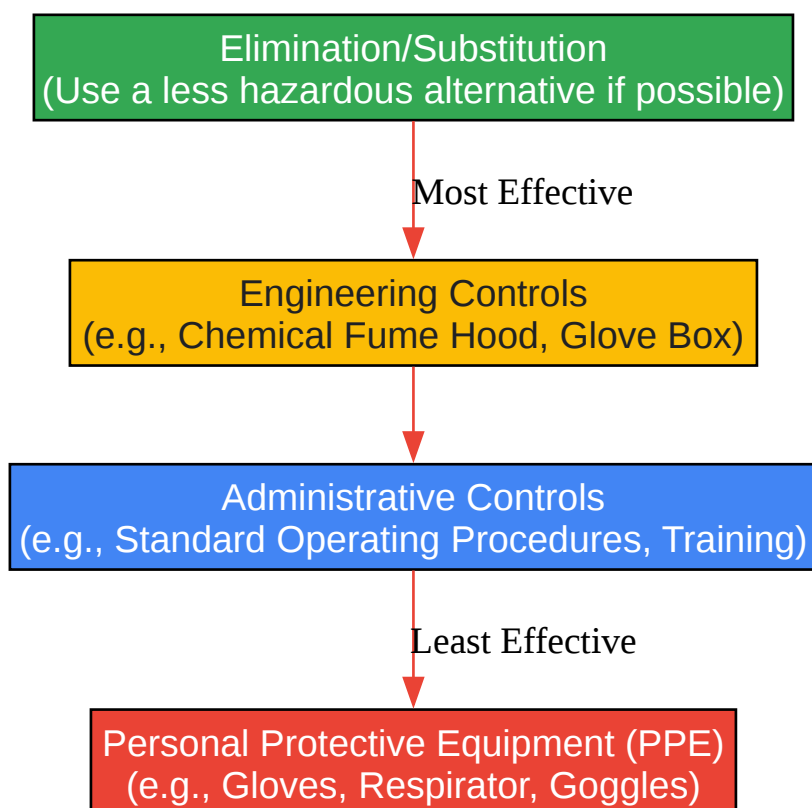 Elimination/Substitution
(Use a less hazardous alternative if possible)
Most Effective
Engineering Controls
(e.g., Chemical Fume Hood, Glove Box)
Administrative Controls
(e.g., Standard Operating Procedures, Training)
Least Effective
Personal Protective Equipment (PPE)
(e.g., Gloves, Respirator, Goggles)